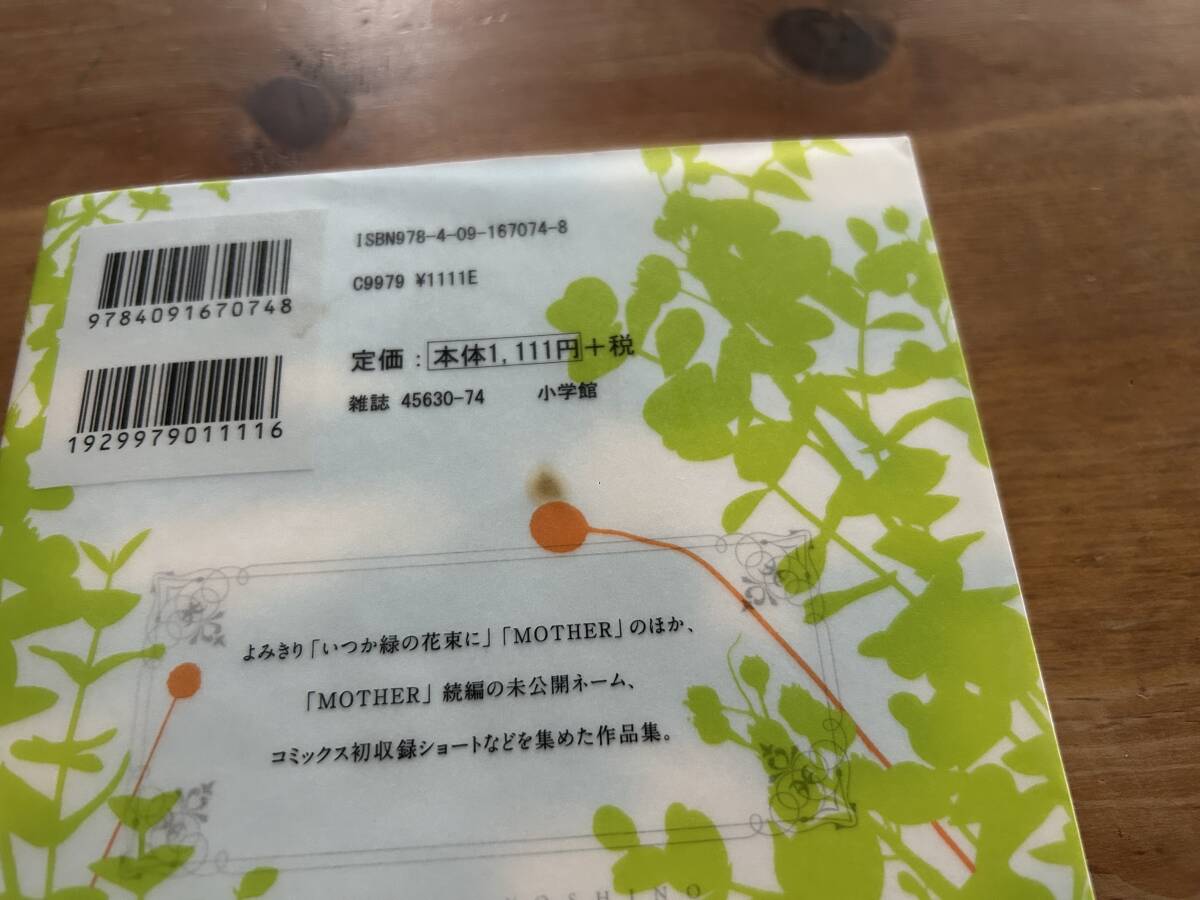 ISBN978-4-09-167074-8
9784091670748
C9979 ¥1111E
定価：本体1,111円+税
1929979011116
雑誌 45630-74 小学館
よみきり「いつか緑の花束に」「MOTHER」のほか、
「MOTHER」続編の未公開ネーム、
コミックス初収録ショートなどを集めた作品集。